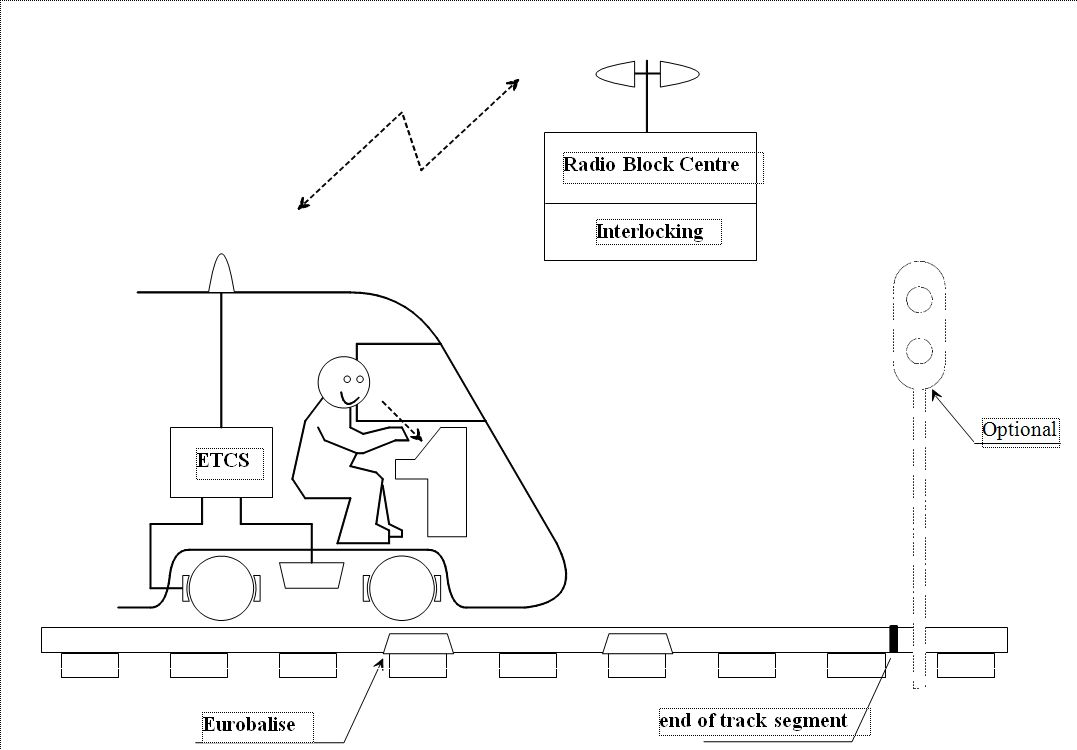 Radio Block Centre
Interlocking
Optional
ETCS
Eurobalise
end of track segment